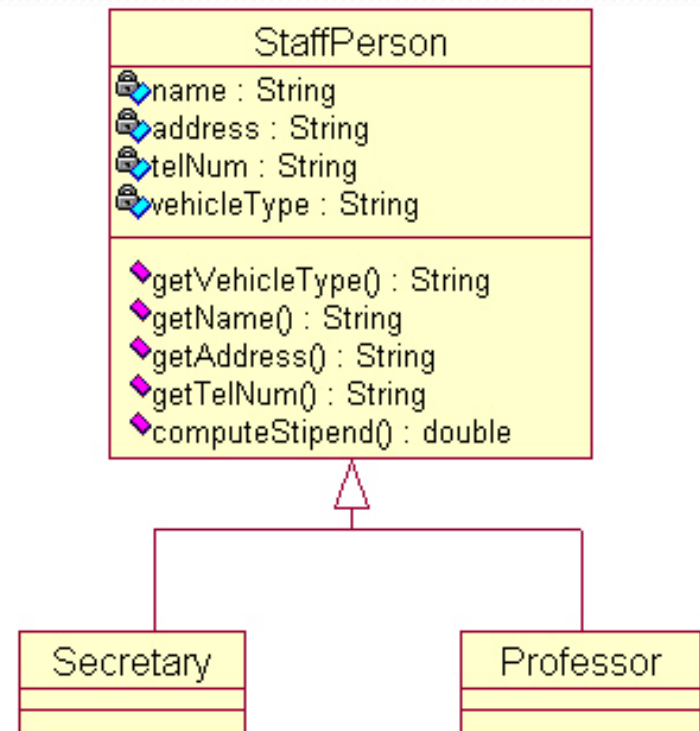 StaffPerson
name : String
address : String
telNum : String
vehicleType : String
getVehicleType() : String
getName() : String
getAddress() : String
getTelNum() : String
computeStipend() : double
Secretary
Professor